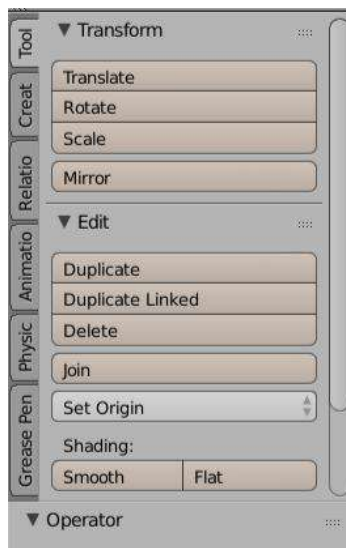 Tool
Creat
Relatio
Animatio
Physic
Grease Pen
Transform
Translate
Rotate
Scale
Mirror
Edit
Duplicate
Duplicate Linked
Delete
Join
Set Origin
Shading:
Smooth Flat
Operator